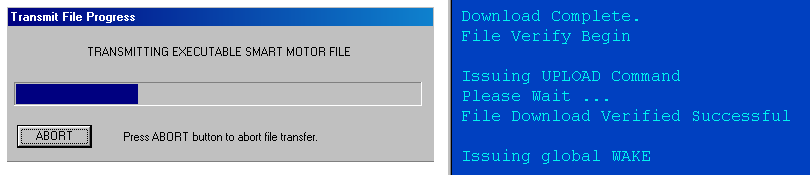 Transmit File Progress
TRANSMITTING EXECUTABLE SMART MOTOR FILE
ABORT
Press ABORT button to abort file transfer.
Download Complete.
File Verify Begin
Issuing UPLOAD Command
Please Wait ...
File Download Verified Successful
Issuing global WAKE